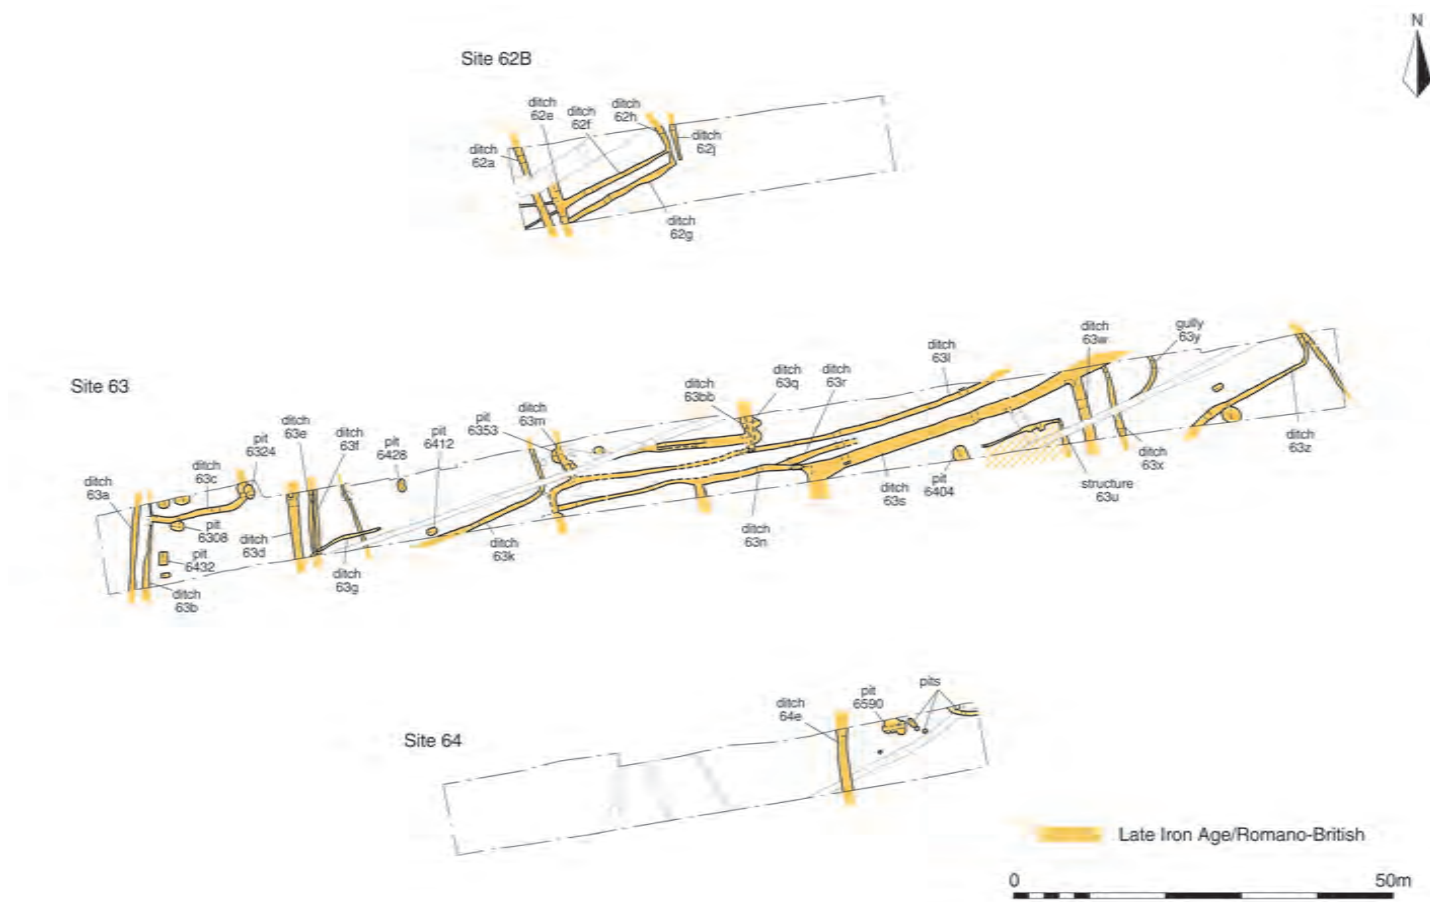 N
Site 62B
ditch
62e
ditch
62f
ditch
62h
ditch
62j
ditch
62a
ditch
62g
Site 63
ditch
63a
ditch
63c
pit
6324
ditch
63e
ditch
63f
pit
6428
pit
6412
pit
6353
ditch
63m
ditch
63bb
ditch
63q
ditch
63r
ditch
63l
ditch
63w
gully
63y
pit
6308
pit
6432
ditch
63b
ditch
63d
ditch
63g
ditch
63k
ditch
63n
ditch
63s
pit
6404
structure
63u
ditch
63x
ditch
63z
Site 64
ditch
64e
pit
6590
pits
Late Iron Age/Romano-British
0 50m